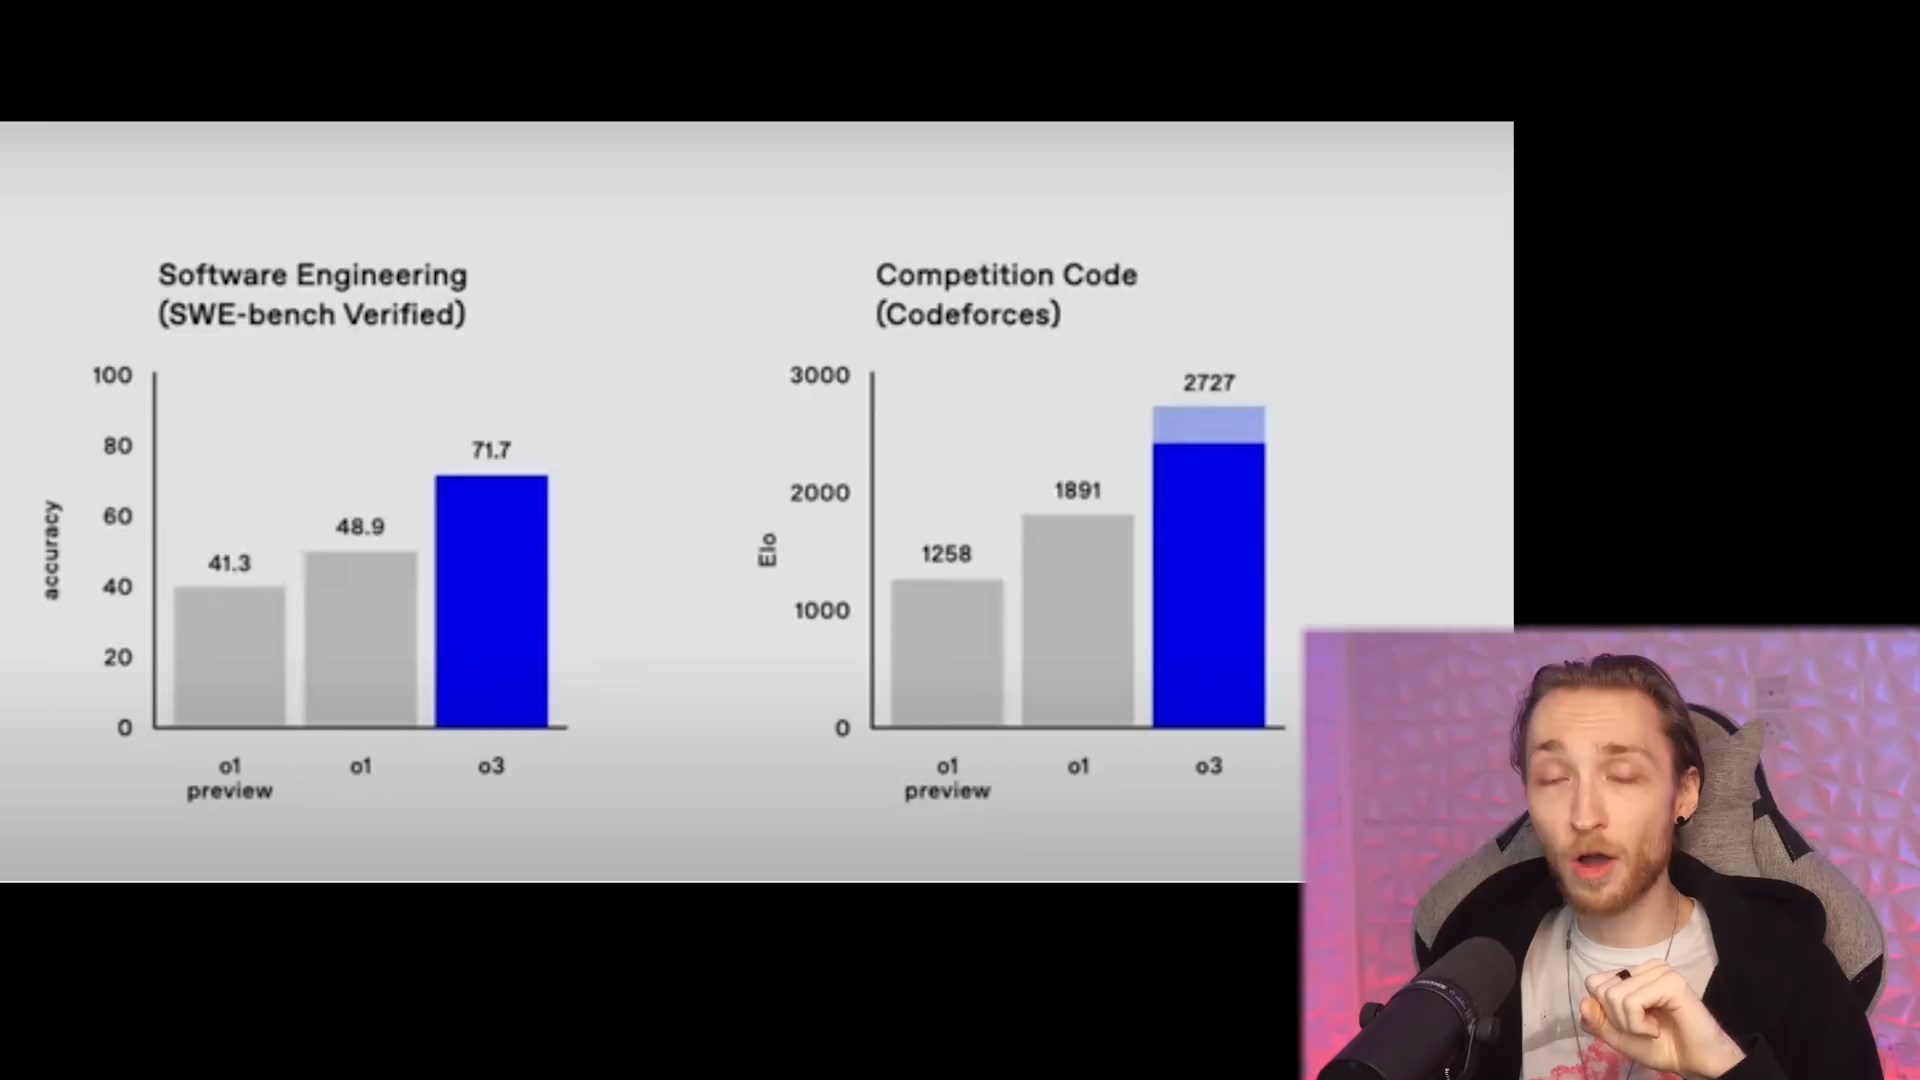 Software Engineering
(SWE-bench Verified)
accuracy
100
80
60
40
20
0
41.3
48.9
71.7
o1
preview
o1
o3
Competition Code
(Codeforces)
Elo
3000
2000
1000
0
1258
1891
2727
o1
preview
o1
o3